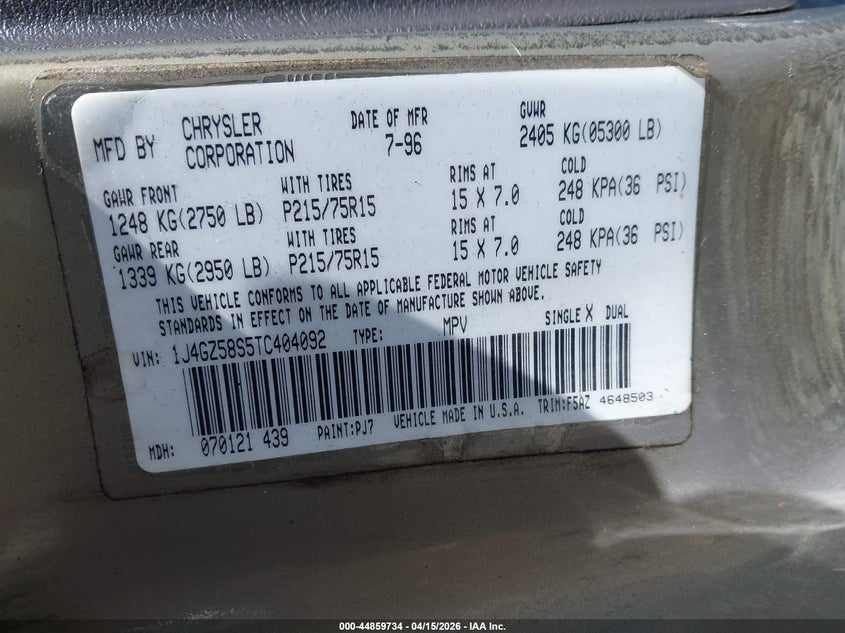 MFD BY CHRYSLER CORPORATION DATE OF MFR 7-96 GVWR 2405 KG(05300 LB)
GAWR FRONT WITH TIRES RIMS AT COLD
1248 KG(2750 LB) P215/75R15 15 X 7.0 248 KPA(36 PSI)
GAWR REAR WITH TIRES RIMS AT COLD
1339 KG(2950 LB) P215/75R15 15 X 7.0 248 KPA(36 PSI)
THIS VEHICLE CONFORMS TO ALL APPLICABLE FEDERAL MOTOR VEHICLE SAFETY
STANDARDS IN EFFECT ON THE DATE OF MANUFACTURE SHOWN ABOVE.
VIN: 1J4GZ58S5TC404092 TYPE: MPV SINGLE X DUAL
MDH: 070121 439 PAINT:PJ7 VEHICLE MADE IN U.S.A. TRIM:F5AZ 4648503
000-44859734 - 04/15/2026 - IAA Inc.